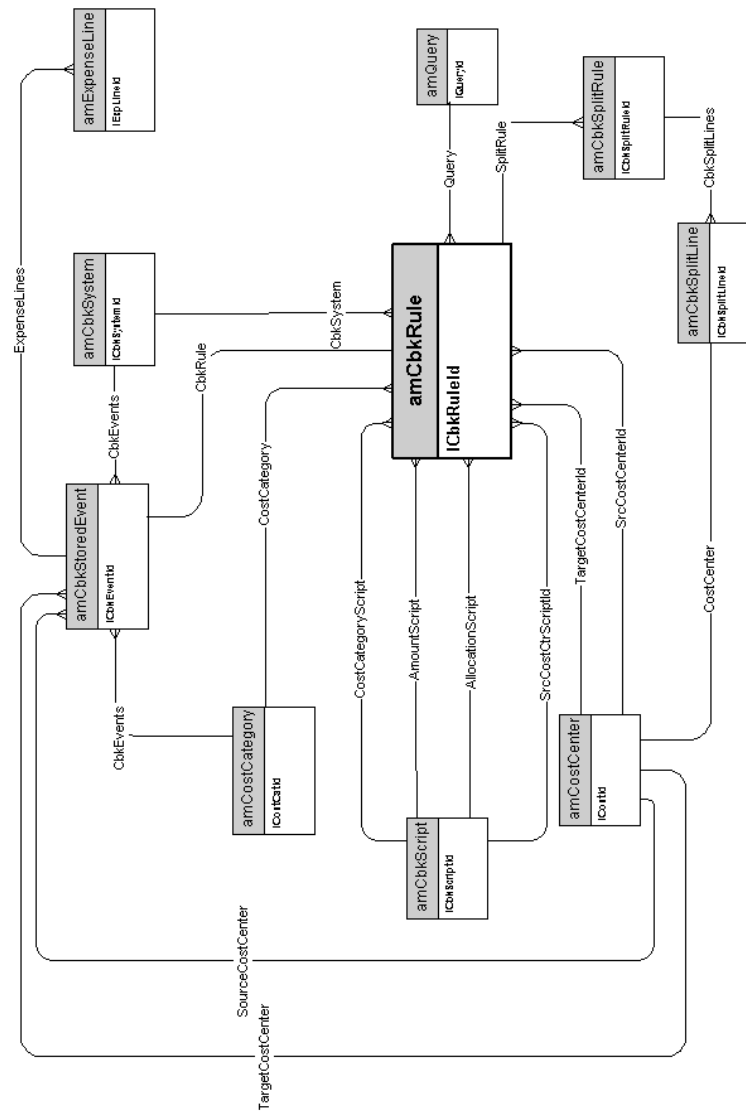 ExpenseLines
TargetCostCenter
SourceCostCenter
amCbkStoredEvent
lCbkEventId
CbkEvents
amCbkSystem
lCbkSystemId
amExpenseLine
lExpLineId
CbkEvents
CbkRule
amCostCategory
lCostCatId
CostCategory
CbkSystem
CostCategoryScript
AmountScript
AllocationScript
SrcCostCtrScriptId
amCbkScript
lCbkScriptId
amCbkRule
lCbkRuleId
Query
amQuery
lQueryId
SplitRule
TargetCostCenterId
SrcCostCenterId
amCostCenter
lCostId
amCbkSplitRule
lCbkSplitRuleId
CostCenter
amCbkSplitLine
lCbkSplitLineId
CbkSplitLines